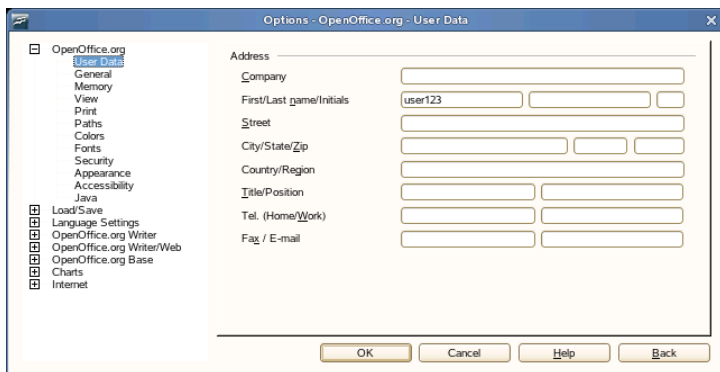 Options - OpenOffice.org - User Data
OpenOffice.org
User Data
General
Memory
View
Print
Paths
Colors
Fonts
Security
Appearance
Accessibility
Java
Load/Save
Language Settings
OpenOffice.org Writer
OpenOffice.org Writer/Web
OpenOffice.org Base
Charts
Internet
Address
Company
First/Last name/Initials user123
Street
City/State/Zip
Country/Region
Title/Position
Tel. (Home/Work)
Fax / E-mail
OK Cancel Help Back